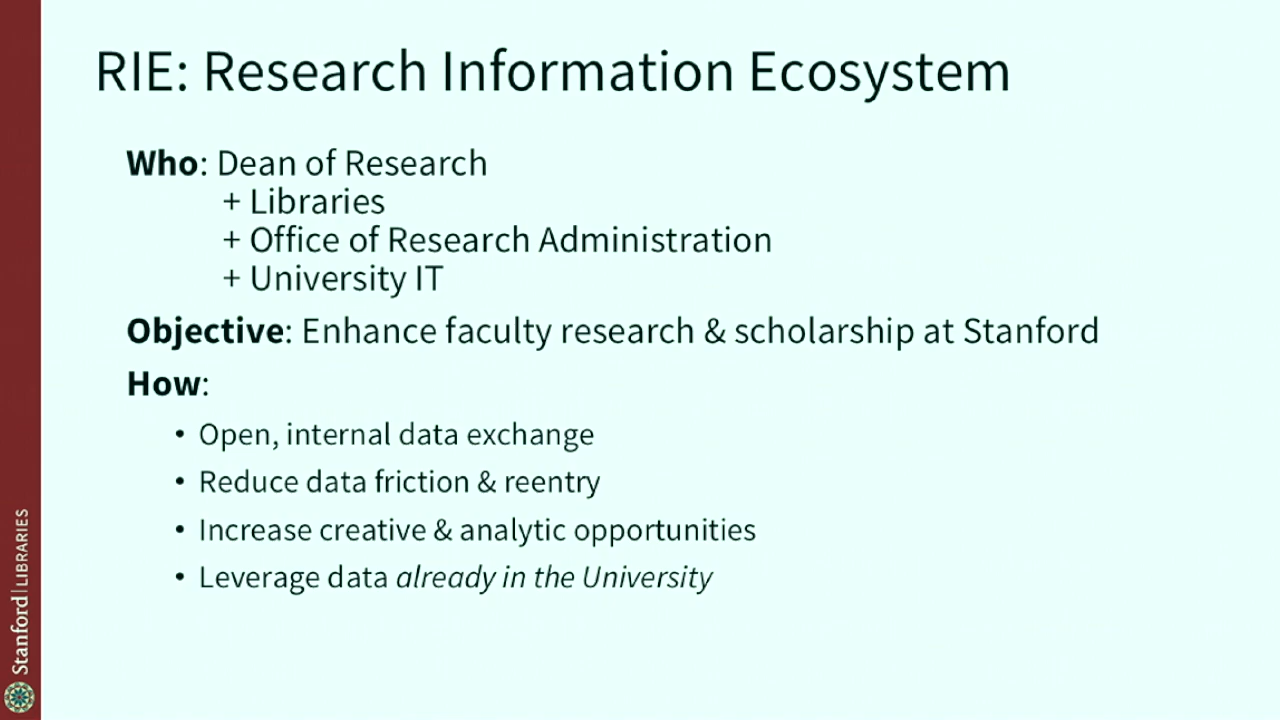 RIE: Research Information Ecosystem
Who: Dean of Research
+ Libraries
+ Office of Research Administration
+ University IT
Objective: Enhance faculty research & scholarship at Stanford
How:
• Open, internal data exchange
• Reduce data friction & reentry
• Increase creative & analytic opportunities
• Leverage data already in the University
Stanford | LIBRARIES